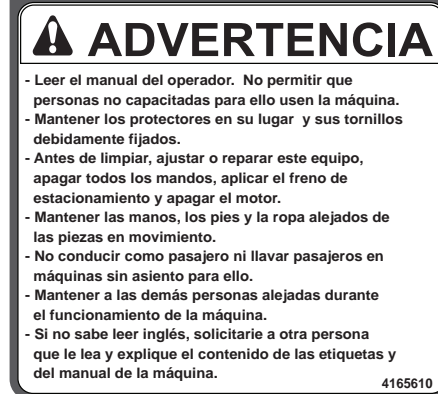 ADVERTENCIA
- Leer el manual del operador. No permitir que
personas no capacitadas para ello usen la máquina.
- Mantener los protectores en su lugar y sus tornillos
debidamente fijados.
- Antes de limpiar, ajustar o reparar este equipo,
apagar todos los mandos, aplicar el freno de
estacionamiento y apagar el motor.
- Mantener las manos, los pies y la ropa alejados de
las piezas en movimiento.
- No conducir como pasajero ni llavar pasajeros en
máquinas sin asiento para ello.
- Mantener a las demás personas alejadas durante
el funcionamiento de la máquina.
- Si no sabe leer inglés, solicitarie a otra persona
que le lea y explique el contenido de las etiquetas y
del manual de la máquina.
4165610